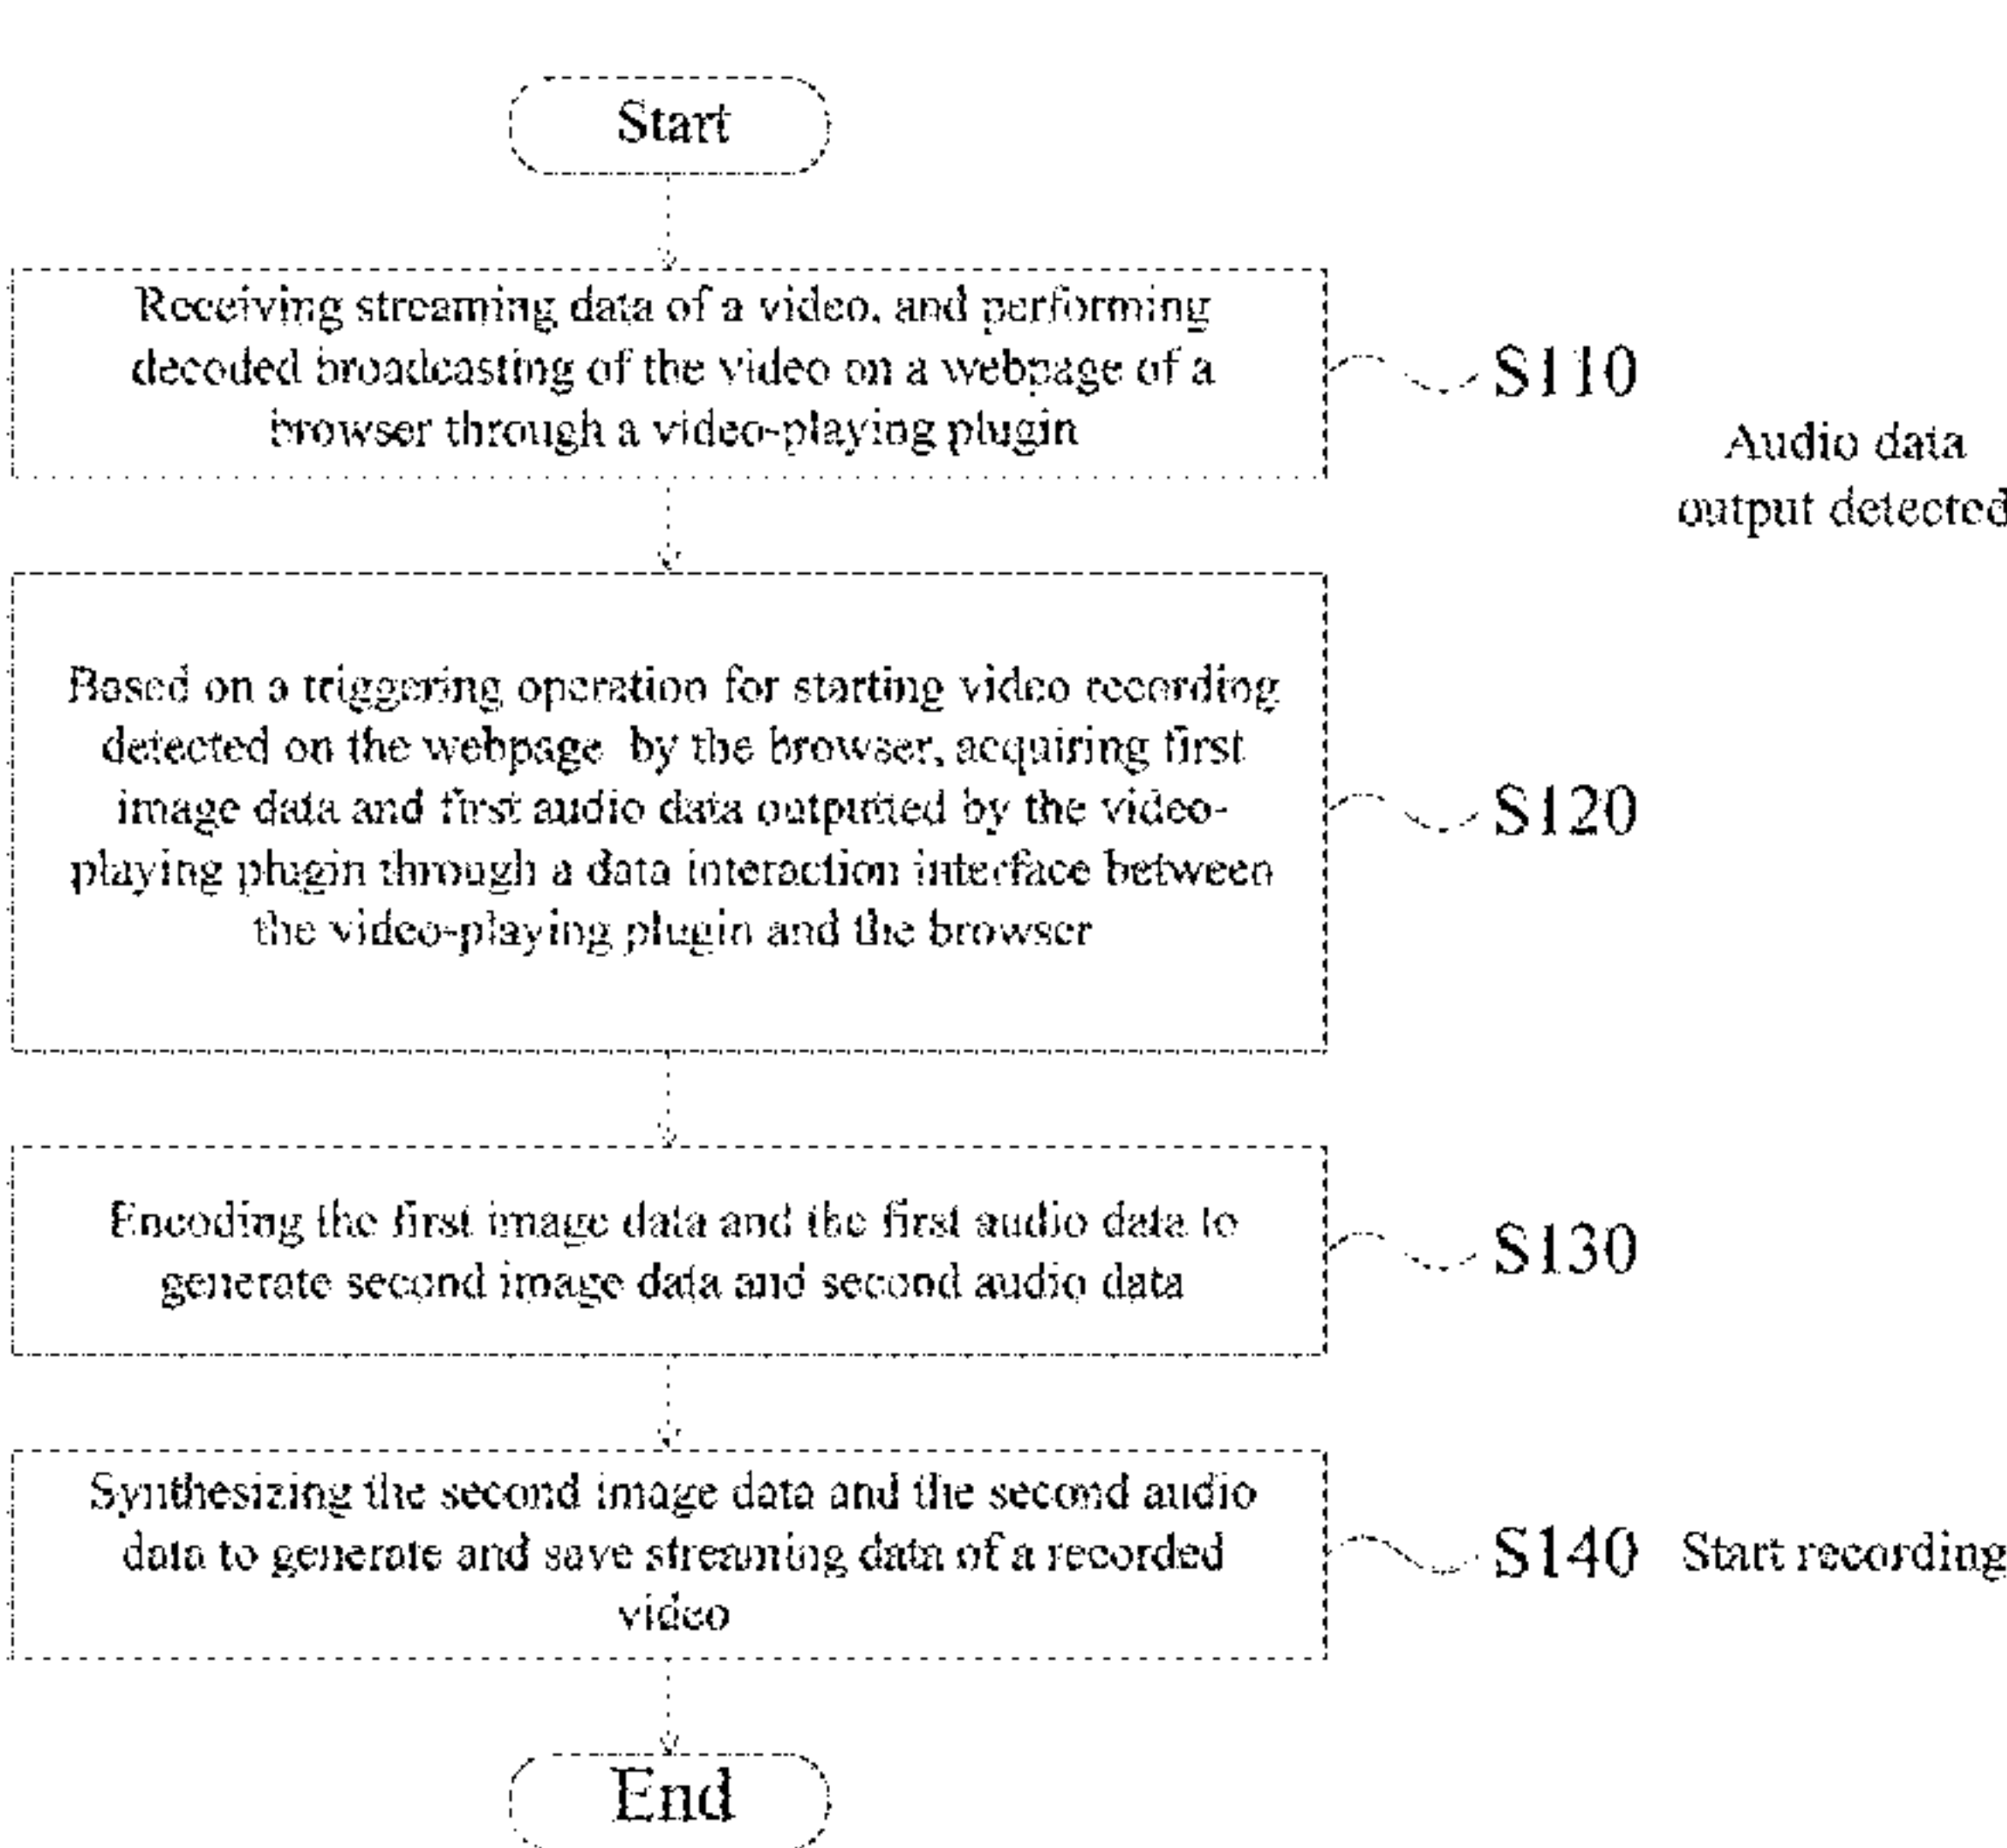 Start
Receiving streaming data of a video, and performing
decoded broadcasting of the video on a webpage of a
browser through a video-playing plugin
S110
Audio data
output detected
Based on a triggering operation for starting video recording
detected on the webpage by the browser, acquiring first
image data and first audio data outputted by the video-
playing plugin through a data interaction interface between
the video-playing plugin and the browser
S120
Encoding the first image data and the first audio data to
generate second image data and second audio data
S130
Synthesizing the second image data and the second audio
data to generate and save streaming data of a recorded
video
S140
Start recording
End